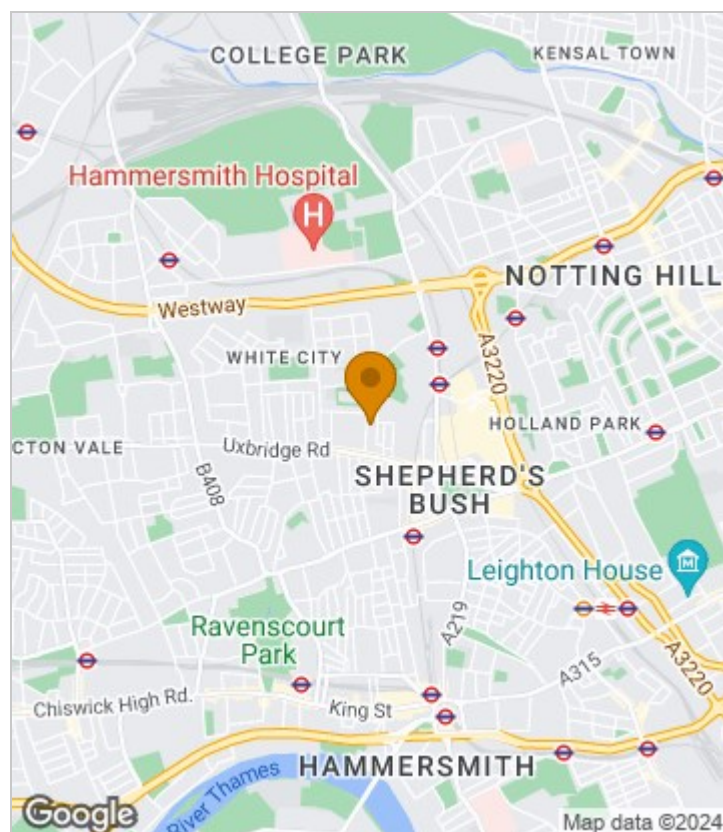 COLLEGE PARK
KENSAL TOWN
Hammersmith Hospital
H
NOTTING HILL
Westway
A3220
WHITE CITY
HOLLAND PARK
CTON VALE
Uxbridge Rd
B408
SHEPHERD'S
BUSH
Leighton House
A219
Ravenscourt
Park
A315
A3220
Chiswick High Rd.
King St
HAMMERSMITH
River Thames
Google
Map data ©2024